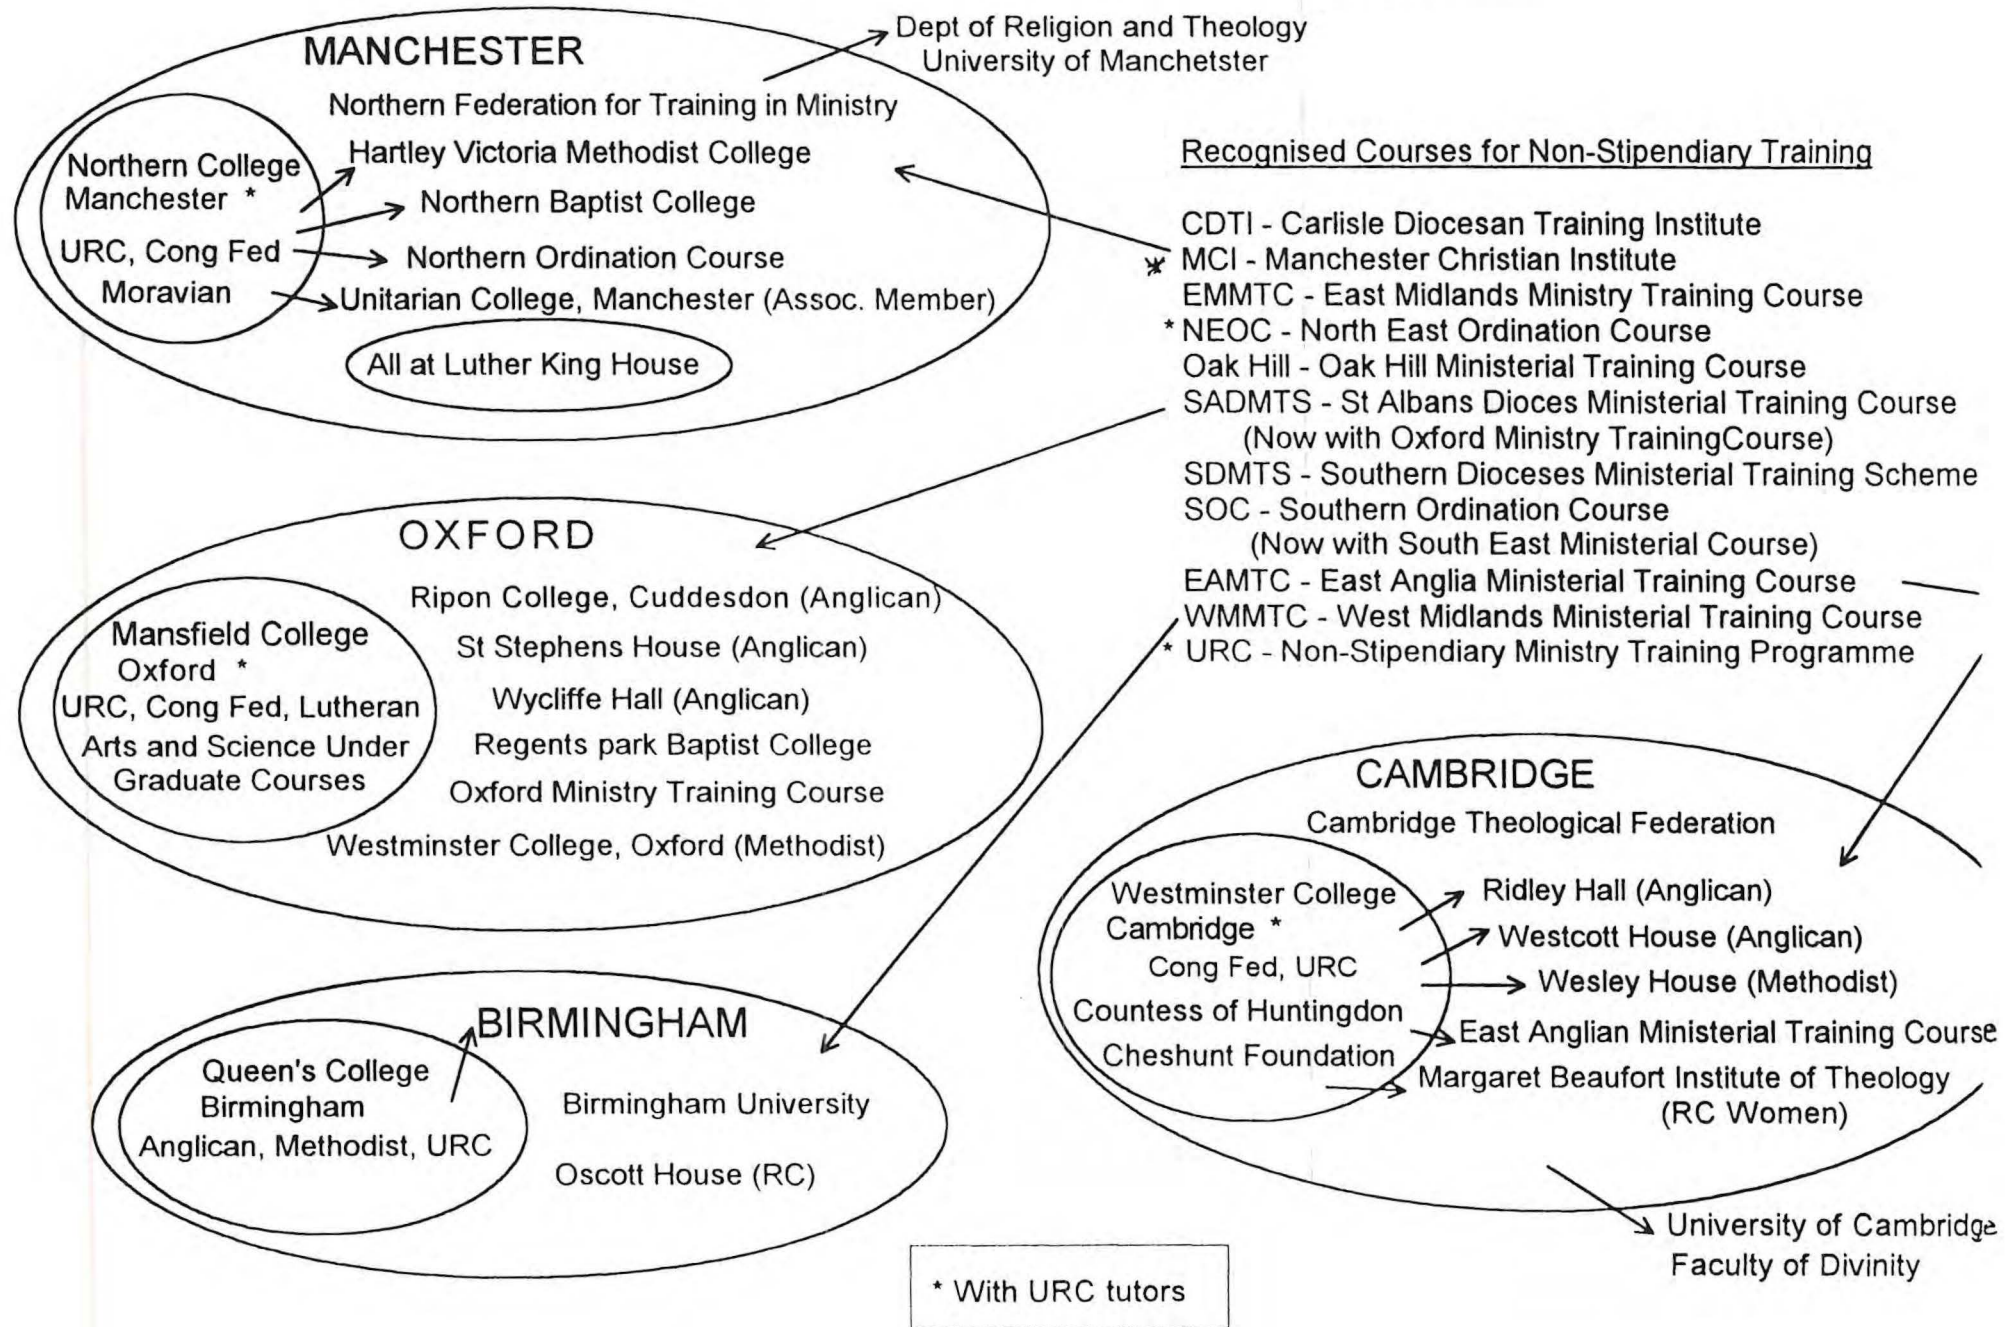 MANCHESTER
Dept of Religion and Theology
University of Manchetster
Northern Federation for Training in Ministry
Northern College
Manchester *
URC, Cong Fed
Moravian
Hartley Victoria Methodist College
Northern Baptist College
Northern Ordination Course
Unitarian College, Manchester (Assoc. Member)
All at Luther King House
Recognised Courses for Non-Stipendiary Training
CDTI - Carlisle Diocesan Training Institute
* MCI - Manchester Christian Institute
EMMTC - East Midlands Ministry Training Course
* NEOC - North East Ordination Course
Oak Hill - Oak Hill Ministerial Training Course
SADMTS - St Albans Dioces Ministerial Training Course
(Now with Oxford Ministry TrainingCourse)
SDMTS - Southern Dioceses Ministerial Training Scheme
SOC - Southern Ordination Course
(Now with South East Ministerial Course)
EAMTC - East Anglia Ministerial Training Course
WMMTC - West Midlands Ministerial Training Course
* URC - Non-Stipendiary Ministry Training Programme
OXFORD
Mansfield College
Oxford *
URC, Cong Fed, Lutheran
Arts and Science Under
Graduate Courses
Ripon College, Cuddesdon (Anglican)
St Stephens House (Anglican)
Wycliffe Hall (Anglican)
Regents park Baptist College
Oxford Ministry Training Course
Westminster College, Oxford (Methodist)
CAMBRIDGE
Cambridge Theological Federation
Westminster College
Cambridge *
Cong Fed, URC
Countess of Huntingdon
Cheshunt Foundation
Ridley Hall (Anglican)
Westcott House (Anglican)
Wesley House (Methodist)
East Anglian Ministerial Training Course
Margaret Beaufort Institute of Theology
(RC Women)
University of Cambridge
Faculty of Divinity
BIRMINGHAM
Queen's College
Birmingham
Anglican, Methodist, URC
Birmingham University
Oscott House (RC)
* With URC tutors